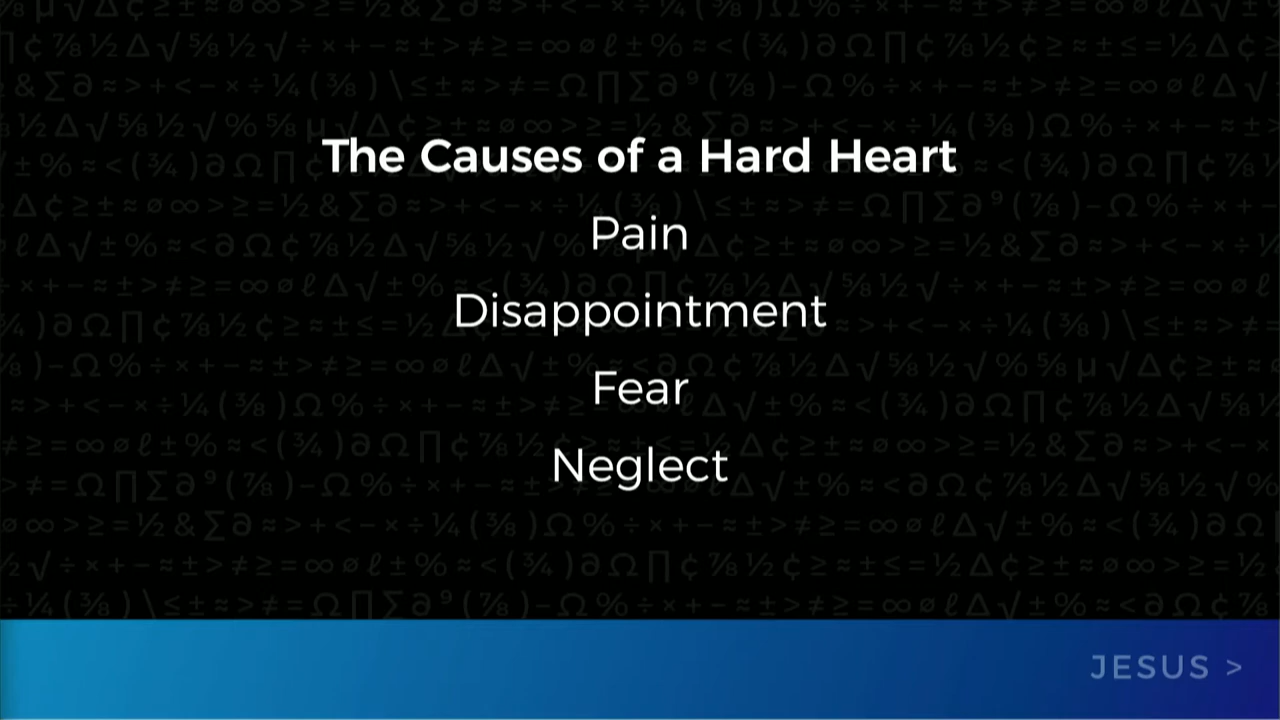 The Causes of a Hard Heart
Pain
Disappointment
Fear
Neglect
JESUS >